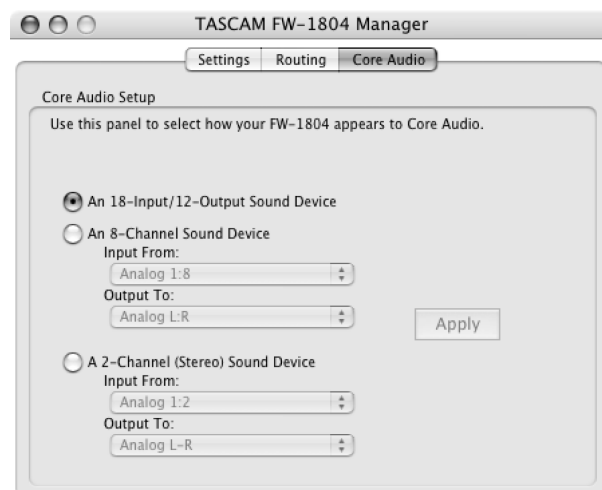 TASCAM FW-1804 Manager
Settings Routing Core Audio
Core Audio Setup
Use this panel to select how your FW-1804 appears to Core Audio.
An 18-Input/12-Output Sound Device
An 8-Channel Sound Device
Input From:
Analog 1:8
Output To:
Analog L:R
Apply
A 2-Channel (Stereo) Sound Device
Input From:
Analog 1:2
Output To:
Analog L-R